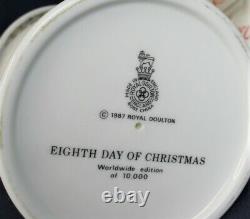 © 1987 ROYAL DOULTON
EIGHTH DAY OF CHRISTMAS
Worldwide edition
of 10,000